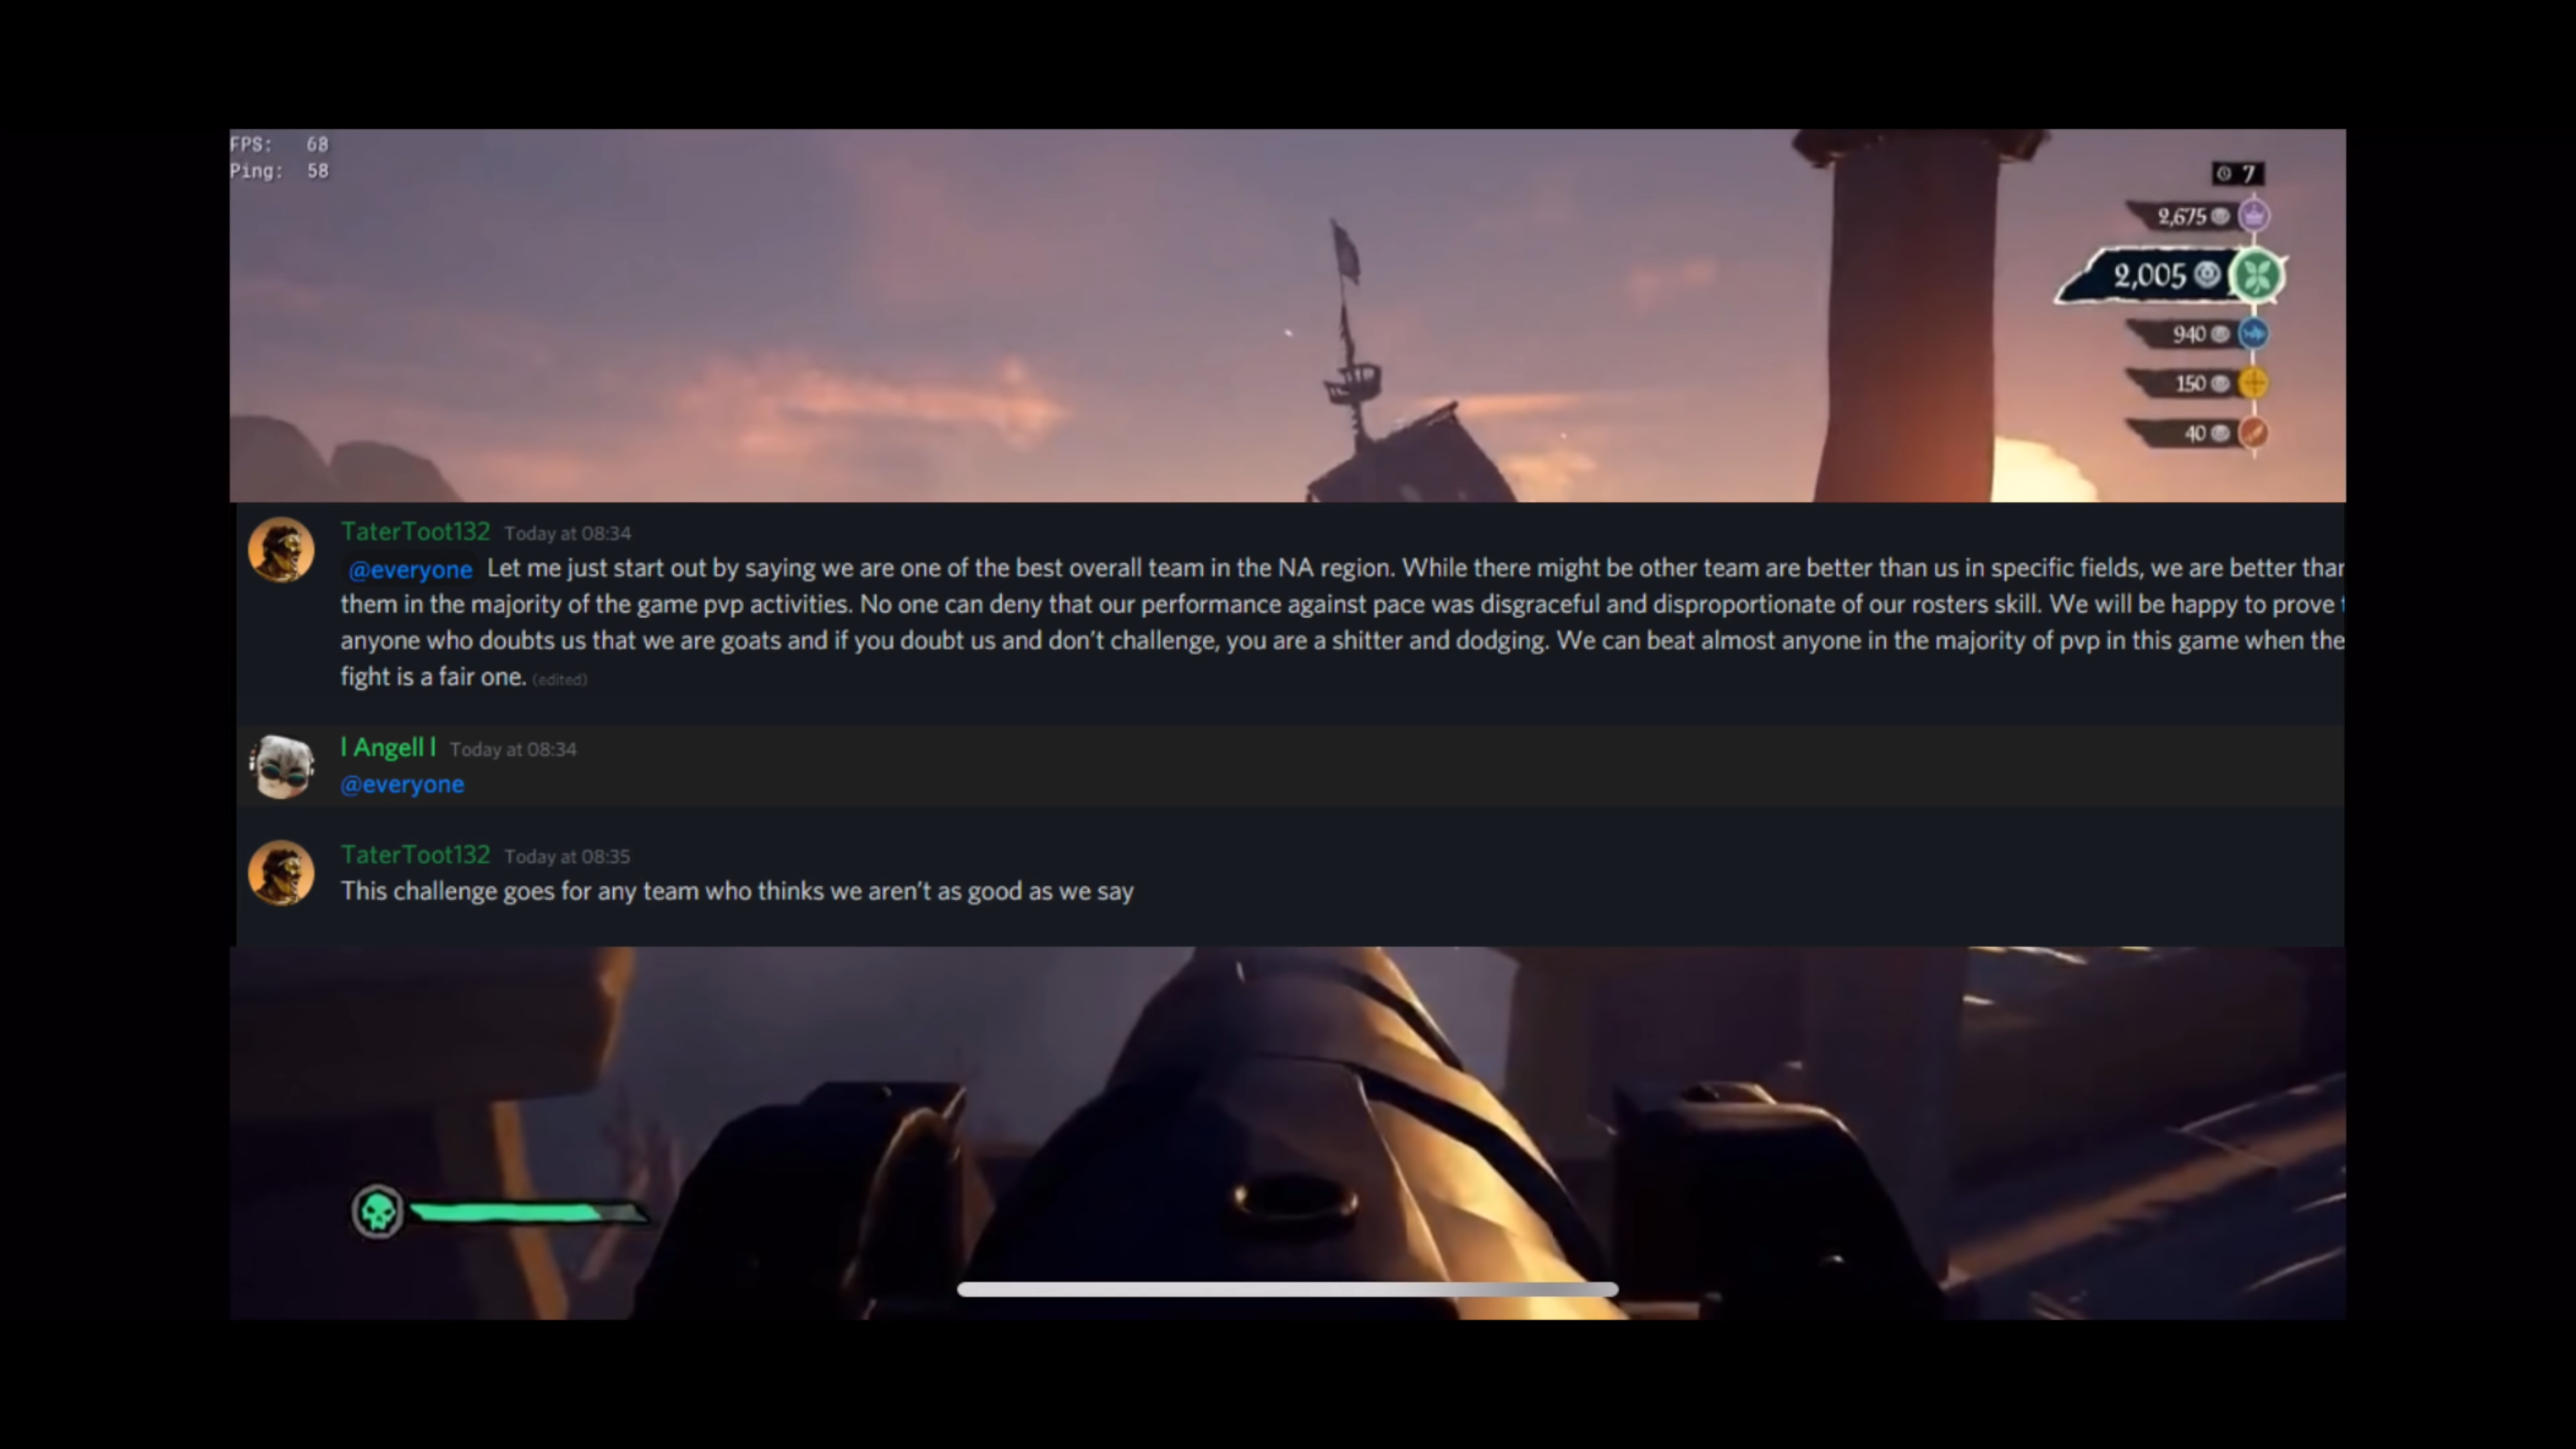 FPS: 68
Ping: 58
7
2,675
2,005
940
150
40
TaterToot132 Today at 08:34
@everyone Let me just start out by saying we are one of the best overall team in the NA region. While there might be other team are better than us in specific fields, we are better than
them in the majority of the game pvp activities. No one can deny that our performance against pace was disgraceful and disproportionate of our rosters skill. We will be happy to prove
anyone who doubts us that we are goats and if you doubt us and don't challenge, you are a shitter and dodging. We can beat almost anyone in the majority of pvp in this game when the
fight is a fair one. (edited)
l Angell l Today at 08:34
@everyone
TaterToot132 Today at 08:35
This challenge goes for any team who thinks we aren't as good as we say